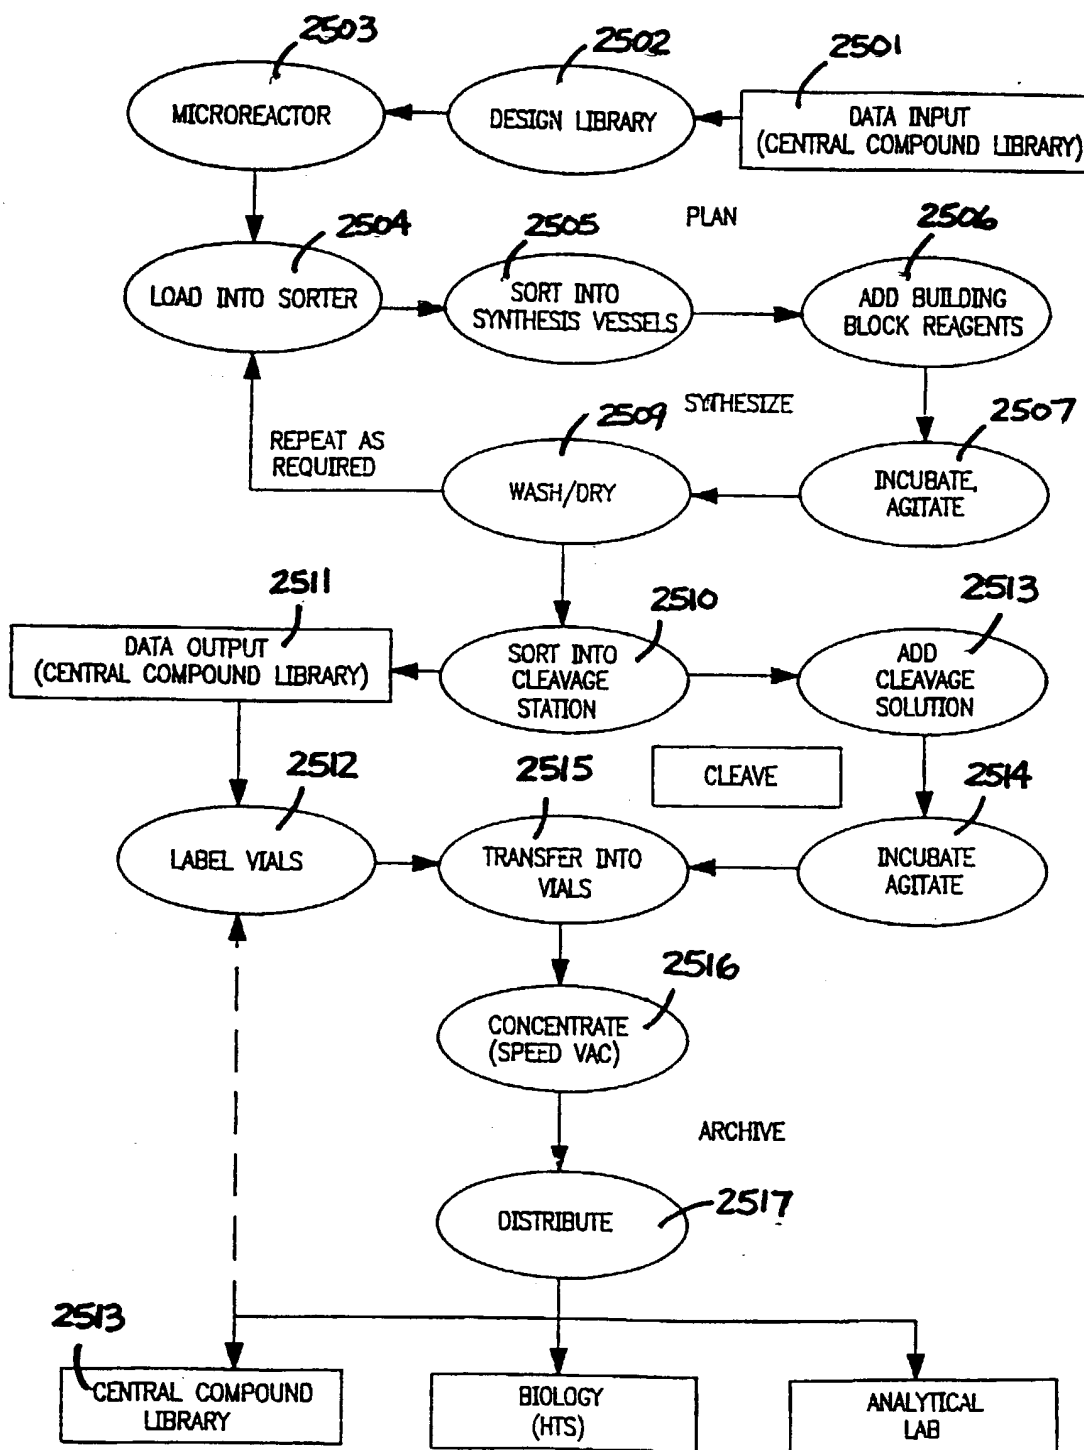 2503
2502
2501
MICROREACTOR
DESIGN LIBRARY
DATA INPUT
(CENTRAL COMPOUND LIBRARY)
PLAN
2504
2505
2506
LOAD INTO SORTER
SORT INTO
SYNTHESIS VESSELS
ADD BUILDING
BLOCK REAGENTS
SYTHESIZE
2509
2507
REPEAT AS
REQUIRED
WASH/DRY
INCUBATE,
AGITATE
2511
2510
2513
DATA OUTPUT
(CENTRAL COMPOUND LIBRARY)
SORT INTO
CLEAVAGE
STATION
ADD
CLEAVAGE
SOLUTION
2512
2515
CLEAVE
2514
LABEL VIALS
TRANSFER INTO
VIALS
INCUBATE
AGITATE
2516
CONCENTRATE
(SPEED VAC)
ARCHIVE
2517
DISTRIBUTE
2513
CENTRAL COMPOUND
LIBRARY
BIOLOGY
(HTS)
ANALYTICAL
LAB